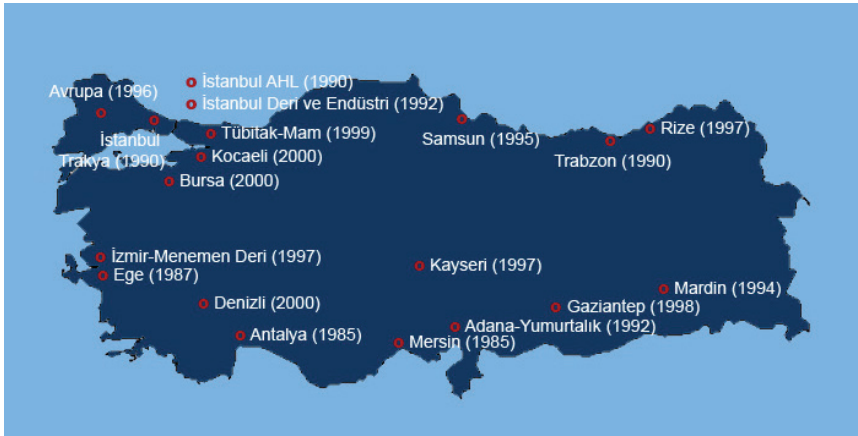 İstanbul AHL (1990)
Avrupa (1996)
İstanbul Deri ve Endüstri (1992)
İstanbul
Trakya (1990)
Tübitak-Mam (1999)
Samsun (1995)
Rize (1997)
Kocaeli (2000)
Trabzon (1990)
Bursa (2000)
İzmir-Menemen Deri (1997)
Kayseri (1997)
Ege (1987)
Mardin (1994)
Denizli (2000)
Gaziantep (1998)
Adana-Yumurtalık (1992)
Antalya (1985)
Mersin (1985)